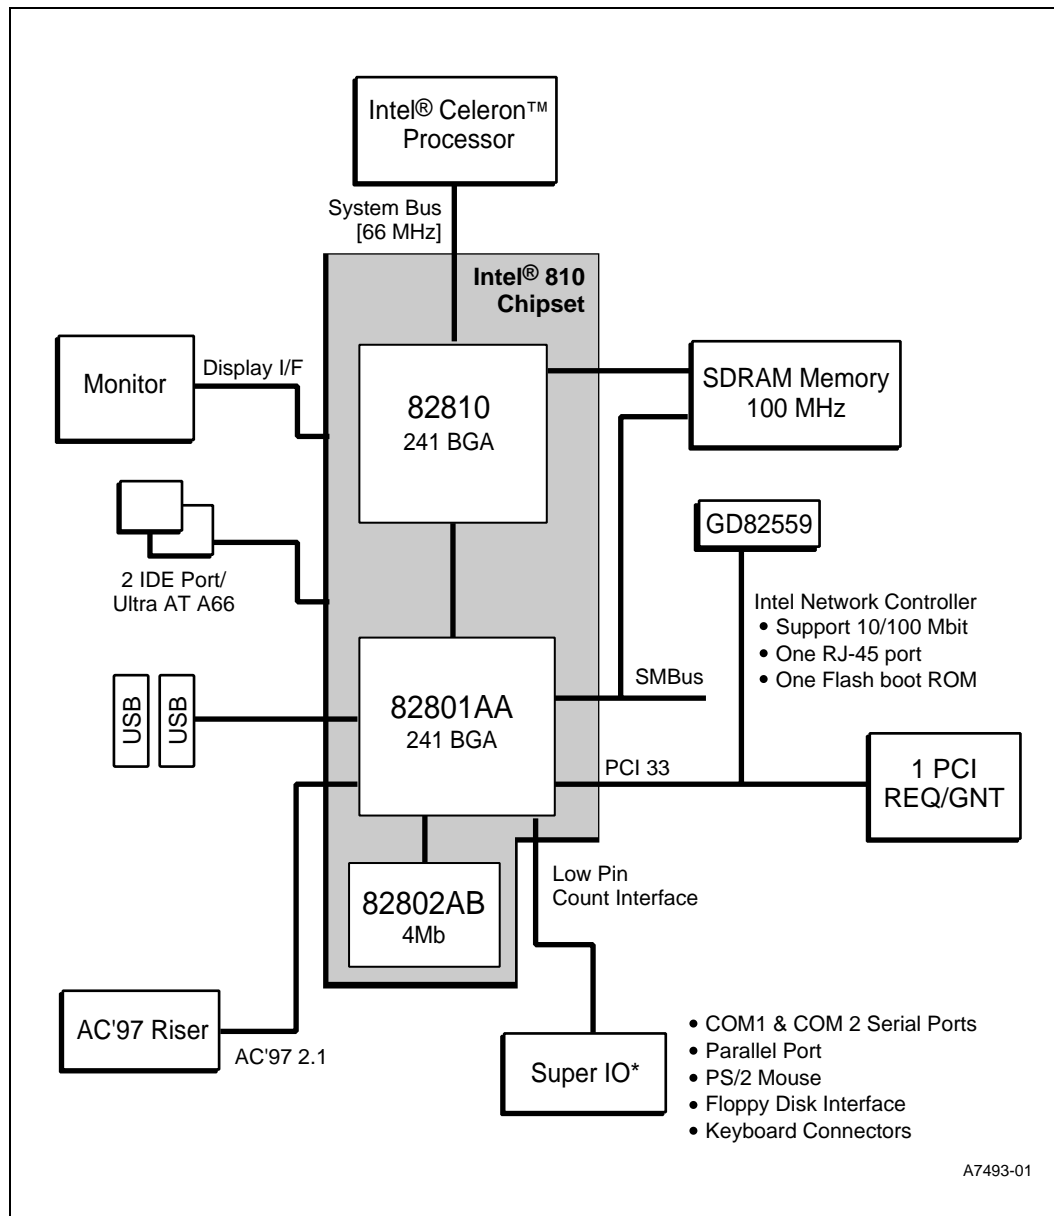 Intel® Celeron™
Processor
System Bus
[66 MHz]
Intel® 810
Chipset
Monitor
Display I/F
82810
241 BGA
SDRAM Memory
100 MHz
GD82559
2 IDE Port/
Ultra AT A66
Intel Network Controller
• Support 10/100 Mbit
• One RJ-45 port
• One Flash boot ROM
SMBus
USB
USB
82801AA
241 BGA
PCI 33
1 PCI
REQ/GNT
Low Pin
Count Interface
82802AB
4Mb
AC'97 Riser
AC'97 2.1
Super IO*
• COM1 & COM 2 Serial Ports
• Parallel Port
• PS/2 Mouse
• Floppy Disk Interface
• Keyboard Connectors
A7493-01